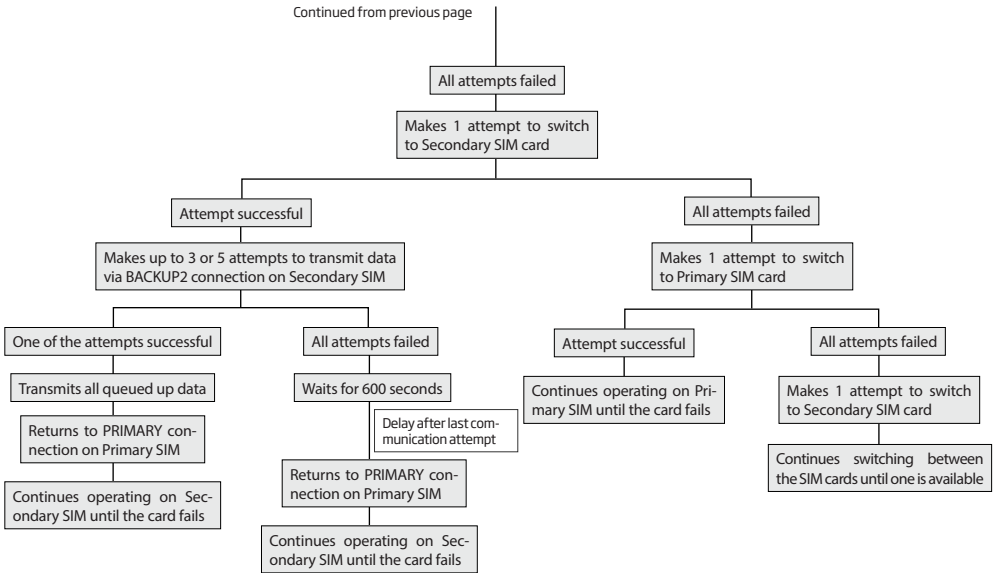 Continued from previous page
All attempts failed
Makes 1 attempt to switch
to Secondary SIM card
Attempt successful
Makes up to 3 or 5 attempts to transmit data
via BACKUP2 connection on Secondary SIM
One of the attempts successful
Transmits all queued up data
Returns to PRIMARY con-
nection on Primary SIM
Continues operating on Sec-
ondary SIM until the card fails
All attempts failed
Waits for 600 seconds
Delay after last com-
munication attempt
Returns to PRIMARY con-
nection on Primary SIM
Continues operating on Sec-
ondary SIM until the card fails
All attempts failed
Makes 1 attempt to switch
to Primary SIM card
Attempt successful
Continues operating on Pri-
mary SIM until the card fails
All attempts failed
Makes 1 attempt to switch
to Secondary SIM card
Continues switching between
the SIM cards until one is available